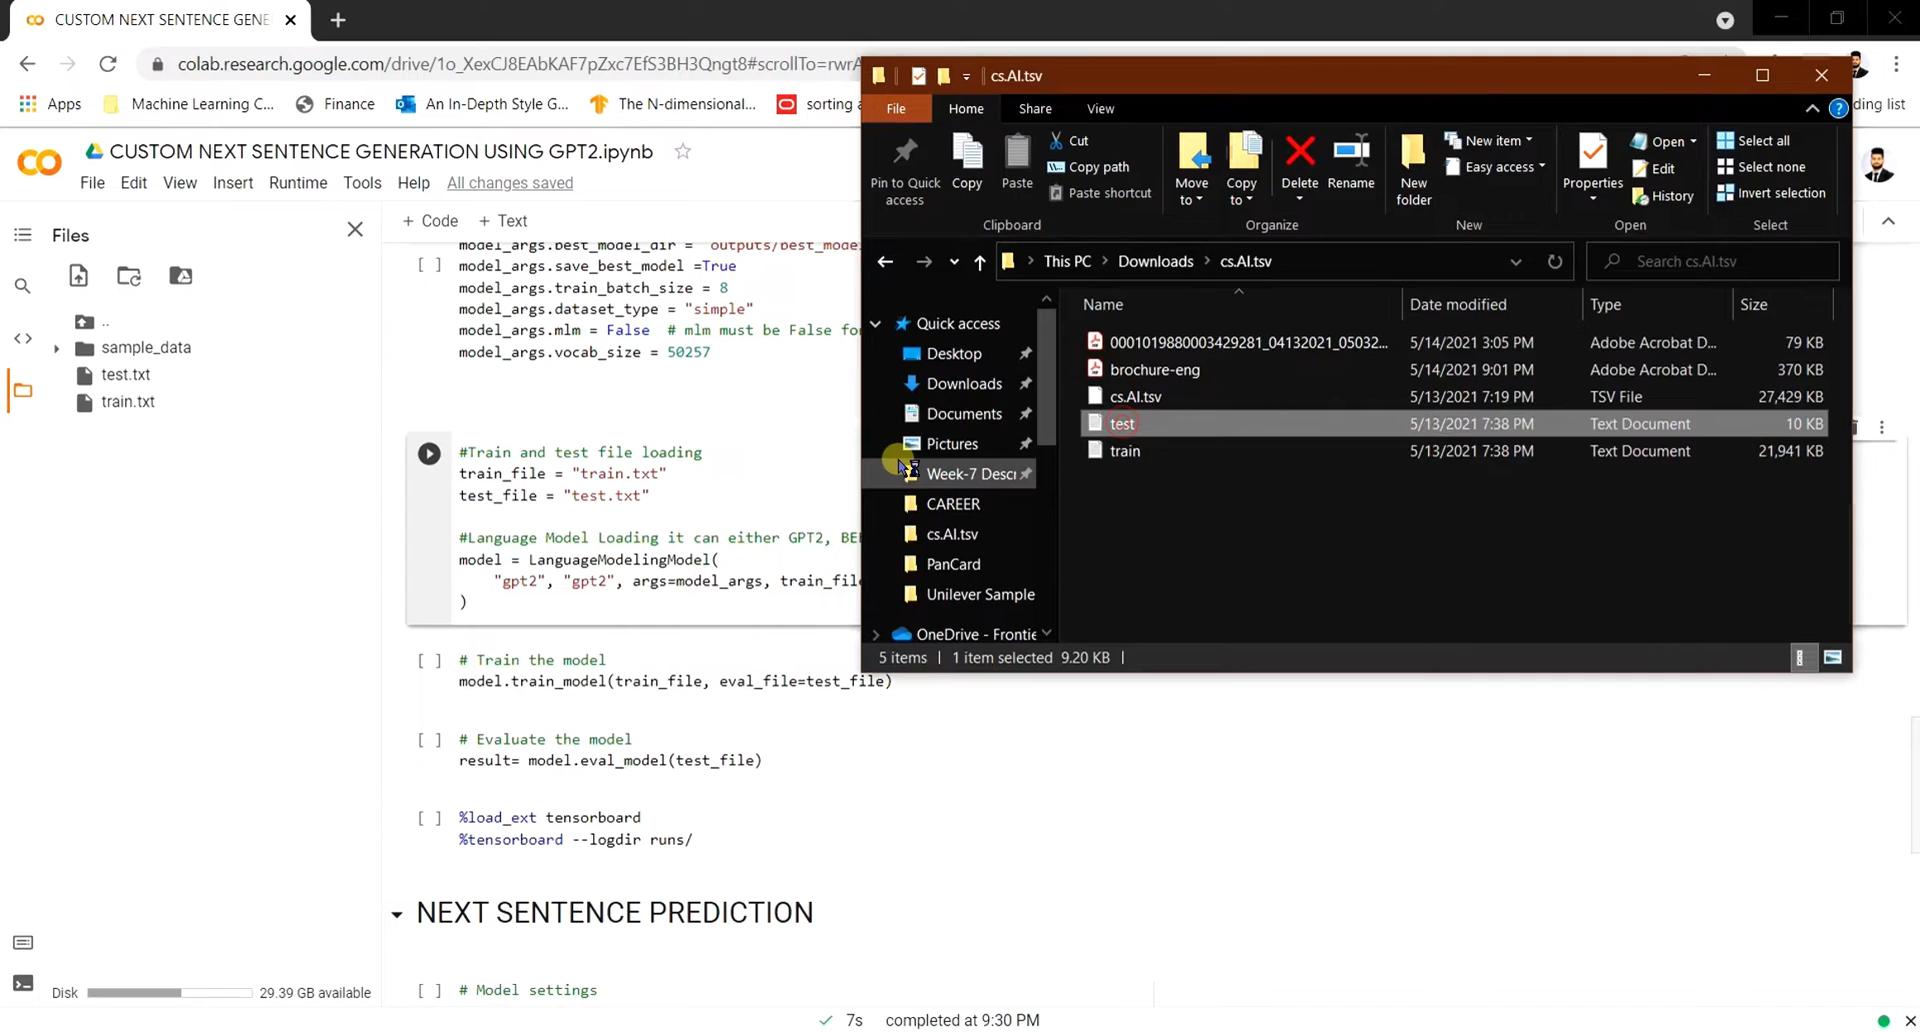 CUSTOM NEXT SENTENCE GENE
colab.research.google.com/drive/1o_XexCJ8EAbKAF7pZxc7EfS3BH3Qngt8#scrollTo=rwrA
Apps
Machine Learning C...
Finance
An In-Depth Style G...
The N-dimensional...
sorting
ding list
CUSTOM NEXT SENTENCE GENERATION USING GPT2.ipynb
File Edit View Insert Runtime Tools Help All changes saved
Files
+ Code + Text
..
sample_data
test.txt
train.txt
Disk
29.39 GB available
model_args.best_model_dir = outputs/best_mode
[ ] model_args.save_best_model =True
model_args.train_batch_size = 8
model_args.dataset_type = "simple"
model_args.mlm = False # mlm must be False fo
model_args.vocab_size = 50257
#Train and test file loading
train_file = "train.txt"
test_file = "test.txt"
#Language Model Loading it can either GPT2, BE
model = LanguageModelingModel(
"gpt2", "gpt2", args=model_args, train_file
)
[ ] # Train the model
model.train_model(train_file, eval_file=test_file)
[ ] # Evaluate the model
result= model.eval_model(test_file)
[ ] %load_ext tensorboard
%tensorboard --logdir runs/
NEXT SENTENCE PREDICTION
[ ] # Model settings
7s completed at 9:30 PM
cs.AI.tsv
File Home Share View
Pin to Quick access
Copy
Paste
Cut
Copy path
Paste shortcut
Clipboard
Move to
Copy to
Delete
Rename
Organize
New folder
New item
Easy access
New
Properties
Open
Edit
History
Open
Select all
Select none
Invert selection
Select
This PC > Downloads > cs.AI.tsv
Search cs.AI.tsv
Quick access
Desktop
Downloads
Documents
Pictures
Week-7 Descr
CAREER
cs.AI.tsv
PanCard
Unilever Sample
OneDrive - Frontie
Name Date modified Type Size
0001019880003429281_04132021_05032... 5/14/2021 3:05 PM Adobe Acrobat D... 79 KB
brochure-eng 5/14/2021 9:01 PM Adobe Acrobat D... 370 KB
cs.AI.tsv 5/13/2021 7:19 PM TSV File 27,429 KB
test 5/13/2021 7:38 PM Text Document 10 KB
train 5/13/2021 7:38 PM Text Document 21,941 KB
5 items | 1 item selected 9.20 KB |